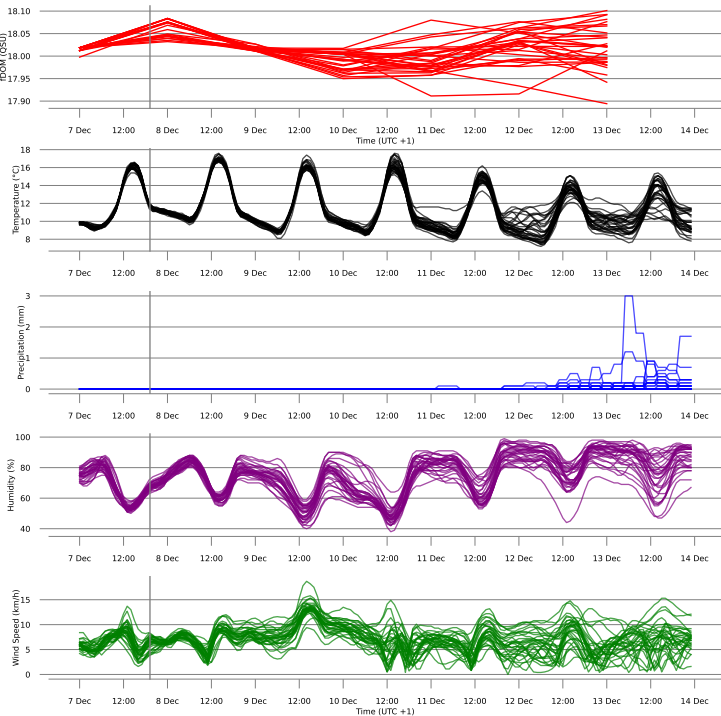 fDOM (QSU)
18.10
18.05
18.00
17.95
17.90
7 Dec 12:00 8 Dec 12:00 9 Dec 12:00 10 Dec 12:00 11 Dec 12:00 12 Dec 12:00 13 Dec 12:00 14 Dec
Time (UTC +1)
Temperature (°C)
18
16
14
12
10
8
7 Dec 12:00 8 Dec 12:00 9 Dec 12:00 10 Dec 12:00 11 Dec 12:00 12 Dec 12:00 13 Dec 12:00 14 Dec
Precipitation (mm)
3
2
1
0
7 Dec 12:00 8 Dec 12:00 9 Dec 12:00 10 Dec 12:00 11 Dec 12:00 12 Dec 12:00 13 Dec 12:00 14 Dec
Humidity (%)
100
80
60
40
7 Dec 12:00 8 Dec 12:00 9 Dec 12:00 10 Dec 12:00 11 Dec 12:00 12 Dec 12:00 13 Dec 12:00 14 Dec
Wind Speed (km/h)
15
10
5
0
7 Dec 12:00 8 Dec 12:00 9 Dec 12:00 10 Dec 12:00 11 Dec 12:00 12 Dec 12:00 13 Dec 12:00 14 Dec
Time (UTC +1)